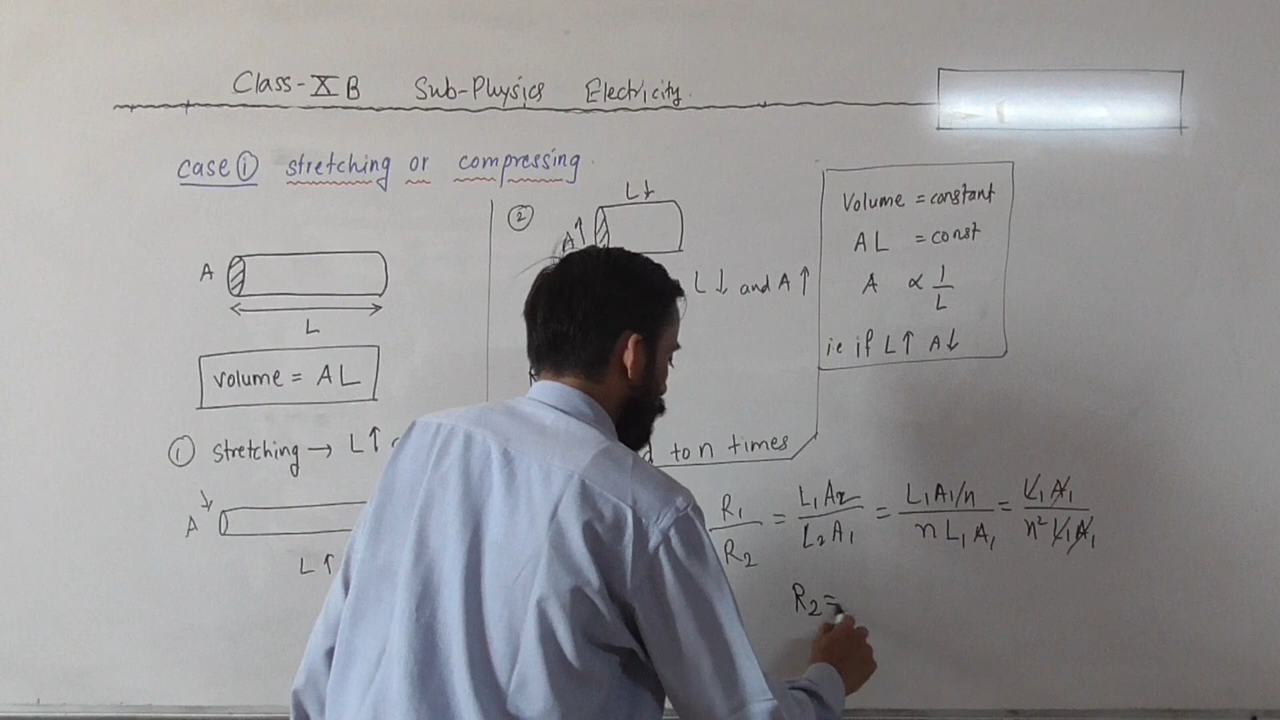 Class-X B Sub-Physics Electricity.
case ① stretching or compressing.
A
L
volume = AL
① stretching → L↑
A
L↑
②
L↓
A↑
L↓ and A↑
to n times
Volume = constant
AL = const
A ∝ 1/L
ie if L↑ A↓
R₁/R₂ = L₁A₂/L₂A₁ = L₁A₁/n / nL₁A₁ = L₁A₁/n²L₁A₁
R₂=